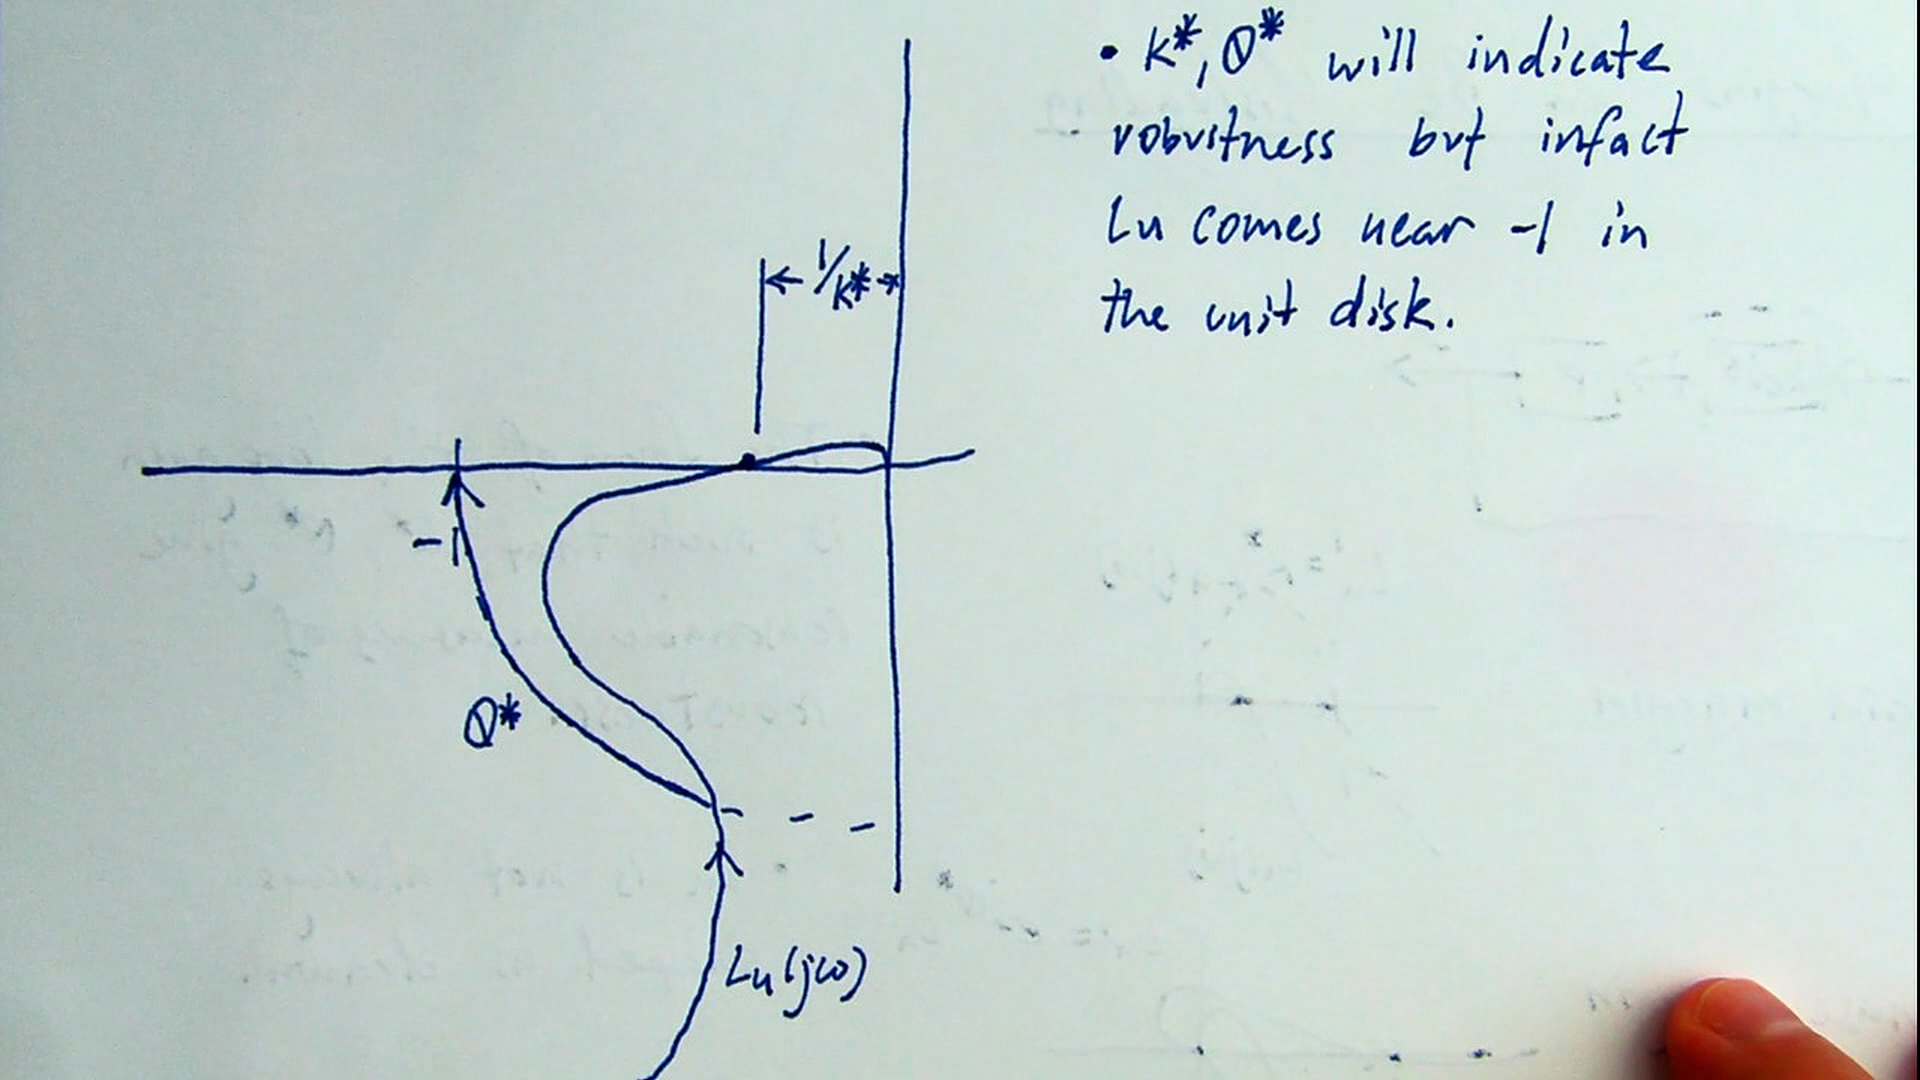 • K*, θ* will indicate
robustness but infact
Lu comes near -1 in
the unit disk.
1/K*
-1
θ*
Lu(jω)